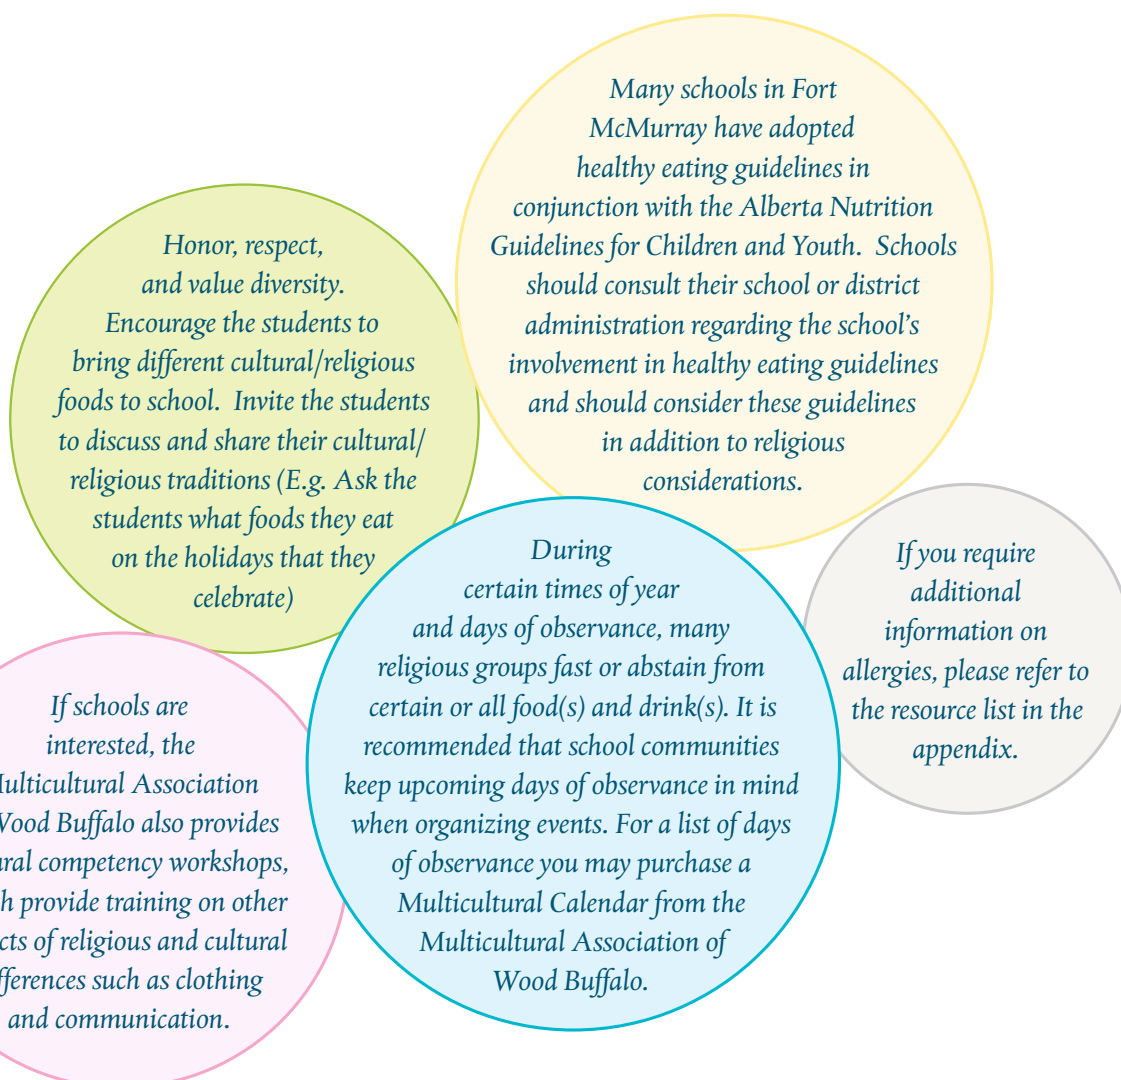 Many schools in Fort
McMurray have adopted
healthy eating guidelines in
conjunction with the Alberta Nutrition
Guidelines for Children and Youth. Schools
should consult their school or district
administration regarding the school's
involvement in healthy eating guidelines
and should consider these guidelines
in addition to religious
considerations.
Honor, respect,
and value diversity.
Encourage the students to
bring different cultural/religious
foods to school. Invite the students
to discuss and share their cultural/
religious traditions (E.g. Ask the
students what foods they eat
on the holidays that they
celebrate)
During
certain times of year
and days of observance, many
religious groups fast or abstain from
certain or all food(s) and drink(s). It is
recommended that school communities
keep upcoming days of observance in mind
when organizing events. For a list of days
of observance you may purchase a
Multicultural Calendar from the
Multicultural Association of
Wood Buffalo.
If you require
additional
information on
allergies, please refer to
the resource list in the
appendix.
If schools are
interested, the
Multicultural Association
Wood Buffalo also provides
ural competency workshops,
h provide training on other
cts of religious and cultural
fferences such as clothing
and communication.